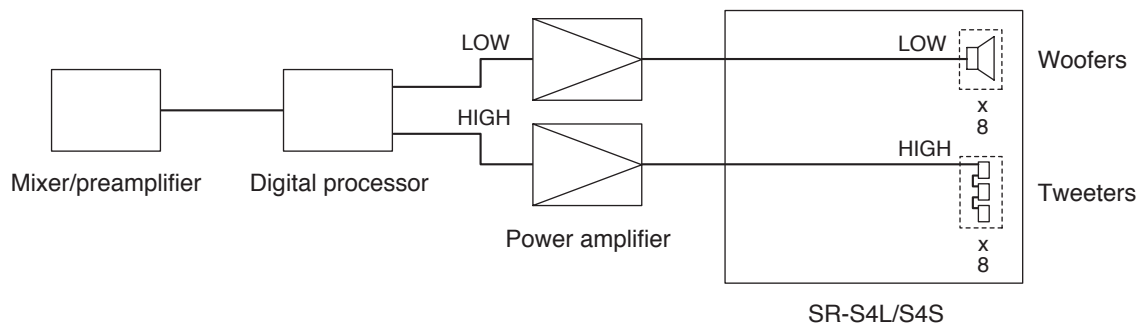 LOW
LOW
Woofers
x
8
HIGH
HIGH
Mixer/preamplifier
Digital processor
Tweeters
Power amplifier
x
8
SR-S4L/S4S